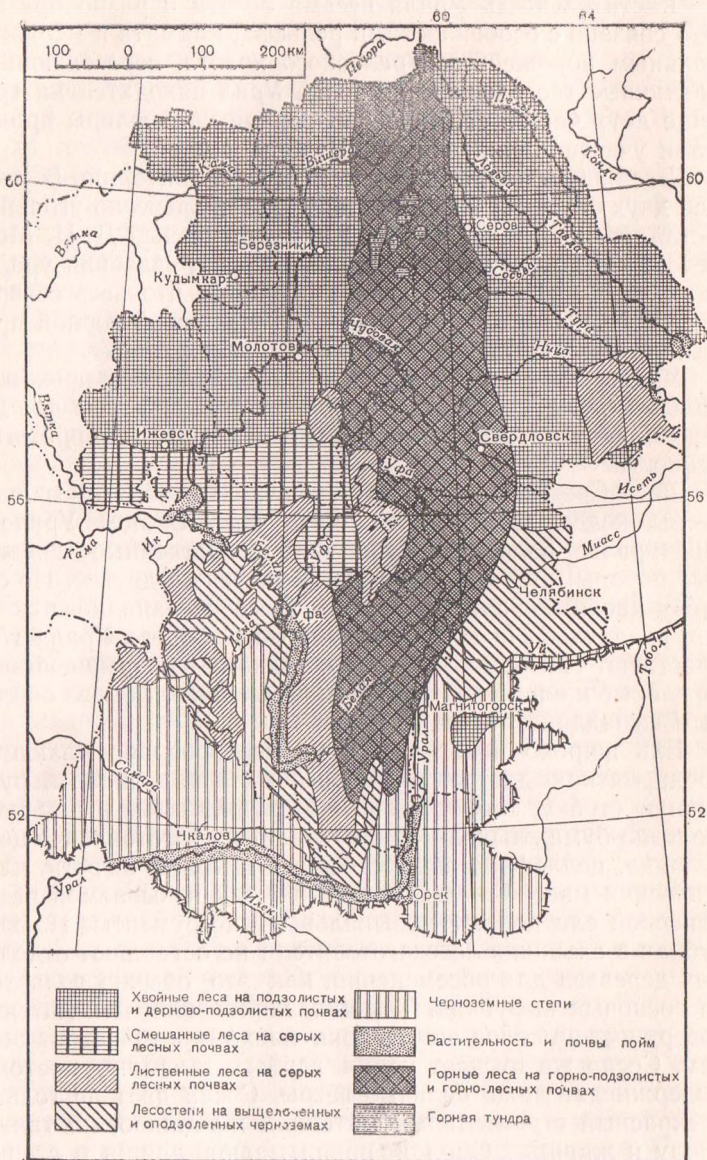 60
64
100
0
100
200 КМ.
Печора
Кама
Вишера
Лозьва
Конда
60
60
Тавда
Вятка
Серов
Березники
Кудымкар
Сосьва
Тура
Чусовая
Ница
Молотов
Вятка
Ижевск
Свердловск
Уфа
56
Исеть
56
Кама
Ик
Белая
Уфа
Ай
Миасс
Челябинск
Уфа
Дема
Уй
Тобол
Белая
Магнитогорск
Урал
Самара
52
52
Чкалов
Урал
Илек
Орск
Хвойные леса на подзолистых
и дерново-подзолистых почвах
Смешанные леса на серых
лесных почвах
Лиственные леса на серых
лесных почвах
Лесостепи на выщелоченных
и оподзоленных черноземах
Черноземные степи
Растительность и почвы пойм
Горные леса на горно-подзолистых
и горно-лесных почвах
Горная тундра